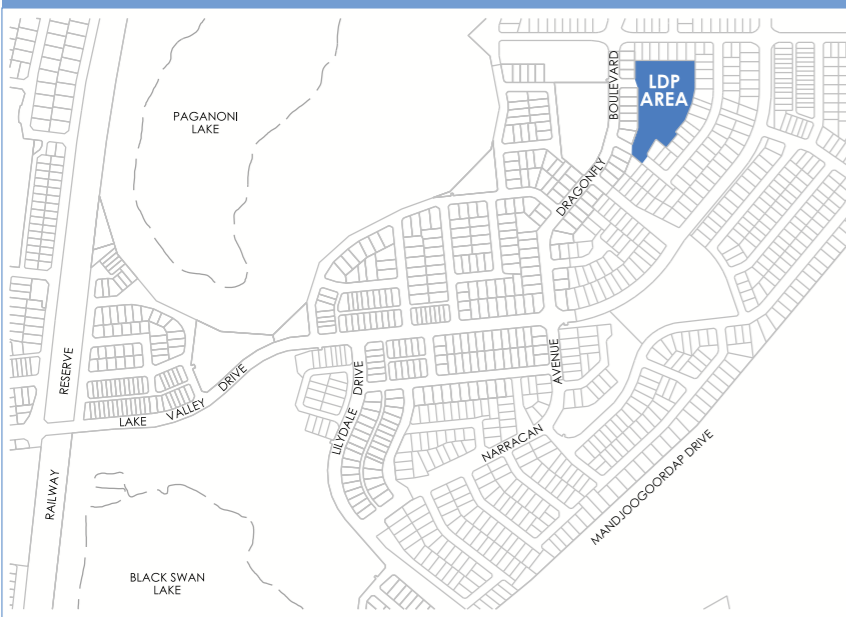 BOULEVARD
LDP
AREA
PAGANONI
LAKE
DRAGONFLY
RESERVE
DRIVE
DRIVE
AVENUE
LAKE VALLEY
LILYDALE
NARRACAN
MANDJOOGOORDAP DRIVE
RAILWAY
BLACK SWAN
LAKE